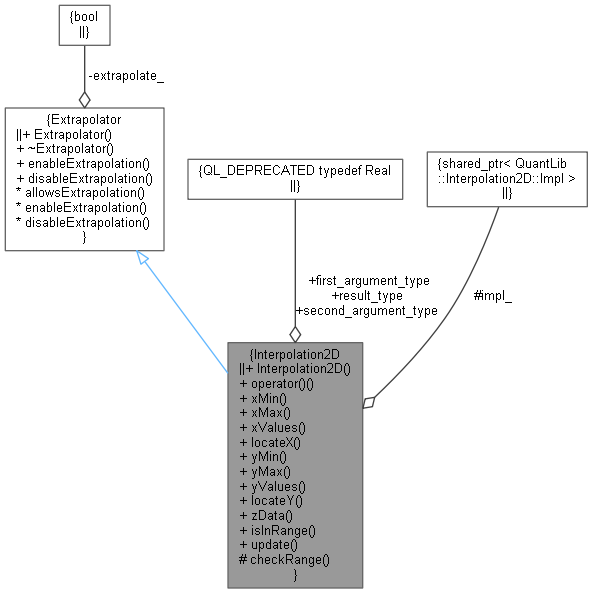 {bool
||}
-extrapolate_
{Extrapolator
||+ Extrapolator()
+ ~Extrapolator()
+ enableExtrapolation()
+ disableExtrapolation()
* allowsExtrapolation()
* enableExtrapolation()
* disableExtrapolation()
}
{QL_DEPRECATED typedef Real
||}
{shared_ptr< QuantLib
::Interpolation2D::Impl >
||}
+first_argument_type
+result_type
+second_argument_type
#impl_
{Interpolation2D
||+ Interpolation2D()
+ operator()()
+ xMin()
+ xMax()
+ xValues()
+ locateX()
+ yMin()
+ yMax()
+ yValues()
+ locateY()
+ zData()
+ isInRange()
+ update()
# checkRange()
}